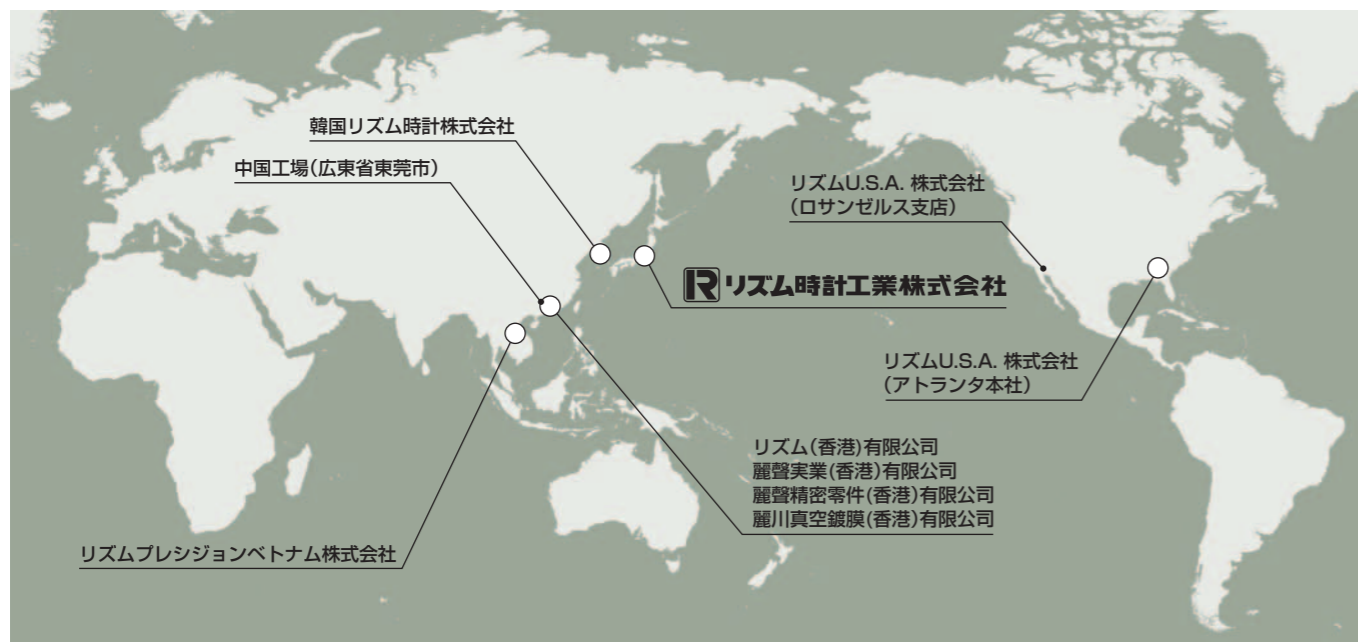 韓国リズム時計株式会社
中国工場(広東省東莞市)
リズムU.S.A. 株式会社
(ロサンゼルス支店)
R リズム時計工業株式会社
リズムU.S.A. 株式会社
(アトランタ本社)
リズム(香港)有限公司
麗聲実業(香港)有限公司
麗聲精密零件(香港)有限公司
麗川真空鍍膜(香港)有限公司
リズムプレシジョンベトナム株式会社